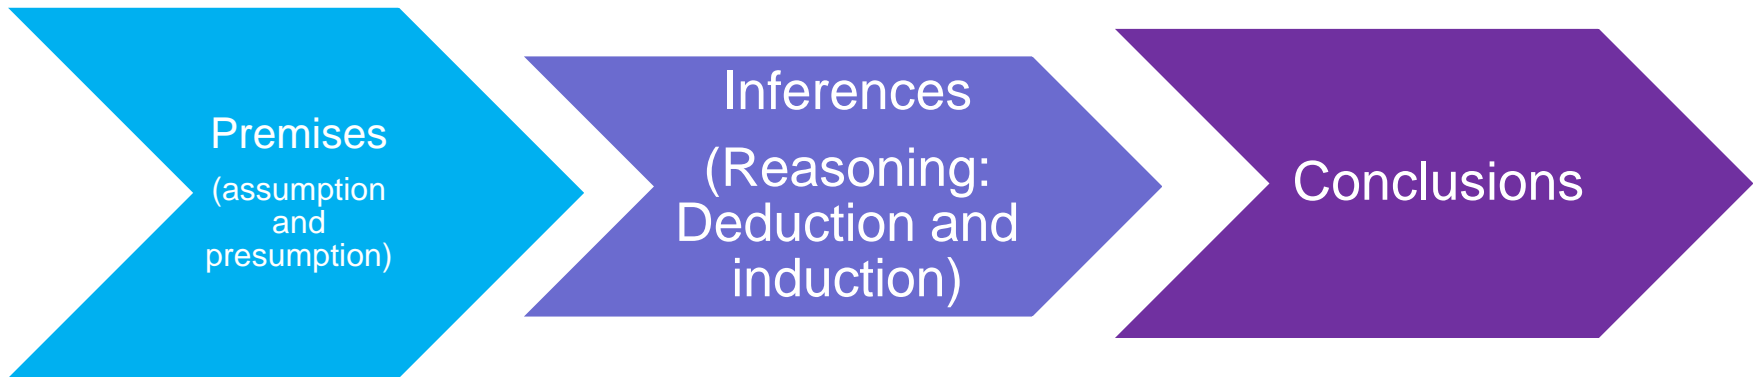 Premises
(assumption
and
presumption)
Inferences
(Reasoning:
Deduction and
induction)
Conclusions